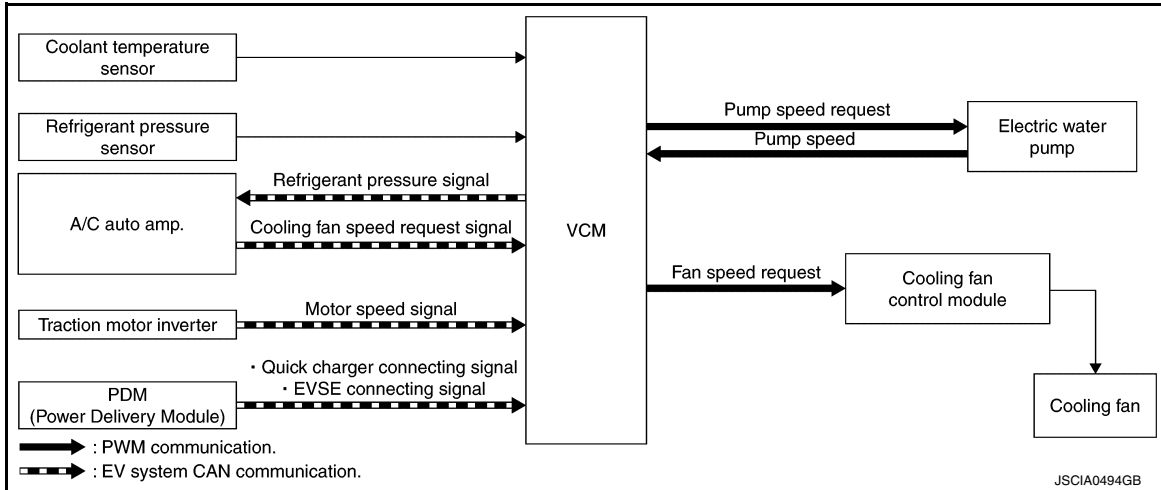 Coolant temperature
sensor
Refrigerant pressure
sensor
A/C auto amp.
Refrigerant pressure signal
Cooling fan speed request signal
Traction motor inverter
Motor speed signal
PDM
(Power Delivery Module)
・Quick charger connecting signal
・EVSE connecting signal
VCM
Pump speed request
Pump speed
Electric water
pump
Fan speed request
Cooling fan
control module
Cooling fan
: PWM communication.
: EV system CAN communication.
JSCIA0494GB